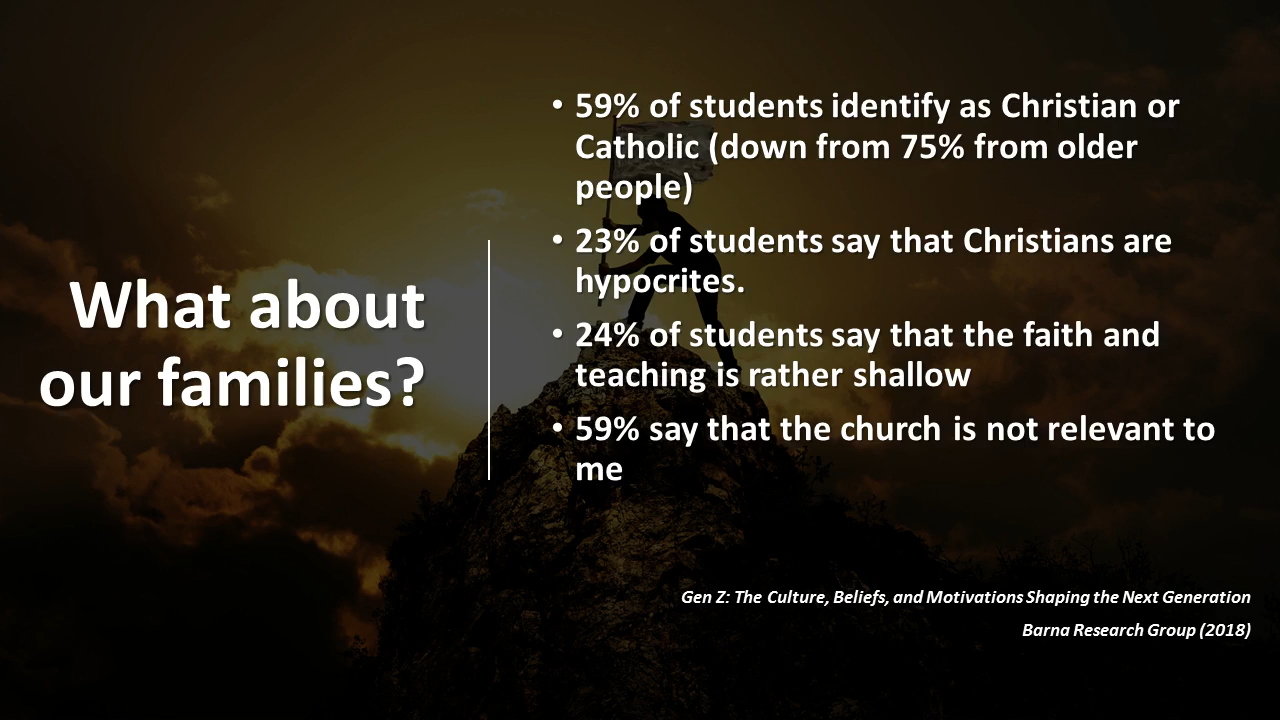 What about
our families?
• 59% of students identify as Christian or
Catholic (down from 75% from older
people)
• 23% of students say that Christians are
hypocrites.
• 24% of students say that the faith and
teaching is rather shallow
• 59% say that the church is not relevant to
me
Gen Z: The Culture, Beliefs, and Motivations Shaping the Next Generation
Barna Research Group (2018)